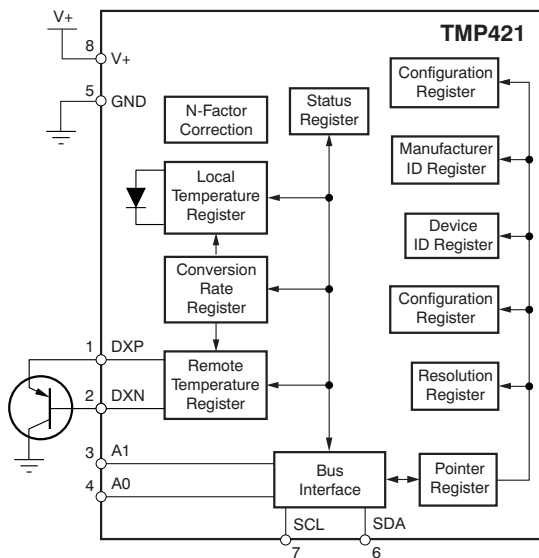 V+
TMP421
8
V+
5
GND
N-Factor
Correction
Status
Register
Configuration
Register
Manufacturer
ID Register
Local
Temperature
Register
Device
ID Register
Conversion
Rate
Register
Configuration
Register
1
DXP
Remote
Temperature
Register
Resolution
Register
2
DXN
3
A1
4
A0
Bus
Interface
Pointer
Register
SCL
SDA
7
6